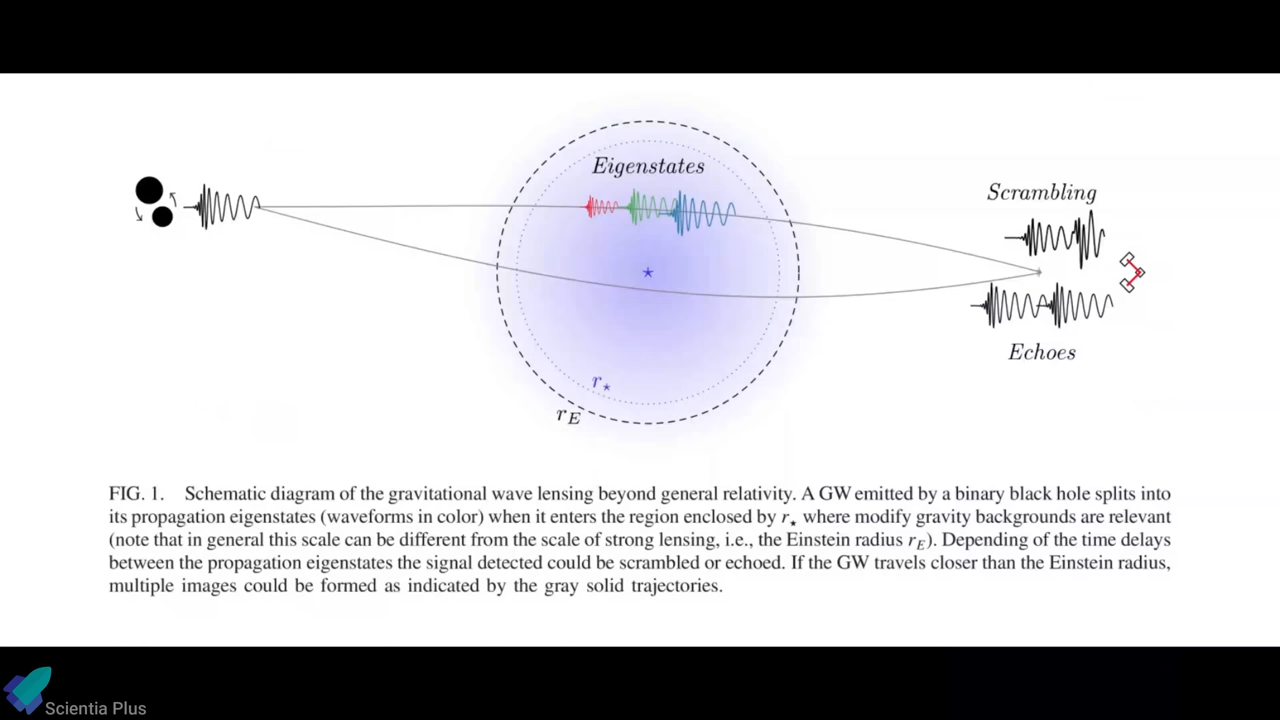 Eigenstates
Scrambling
Echoes
r⋆
rE
FIG. 1. Schematic diagram of the gravitational wave lensing beyond general relativity. A GW emitted by a binary black hole splits into
its propagation eigenstates (waveforms in color) when it enters the region enclosed by r⋆ where modify gravity backgrounds are relevant
(note that in general this scale can be different from the scale of strong lensing, i.e., the Einstein radius rE). Depending of the time delays
between the propagation eigenstates the signal detected could be scrambled or echoed. If the GW travels closer than the Einstein radius,
multiple images could be formed as indicated by the gray solid trajectories.
Scientia Plus